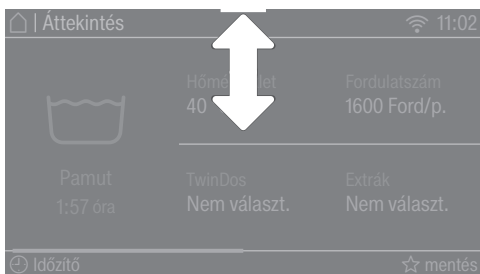 | Áttekintés 11:02
Fordulatszám
40 1600 Ford/p.
Pamut TwinDos Extrák
1:57 óra Nem választ. Nem választ.
Időzítő mentés